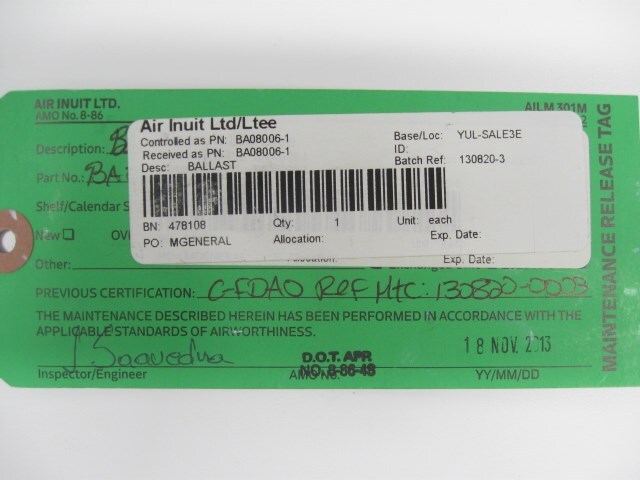 AIR INUIT LTD.
AMO No. 8-86
AILM 301M
Description:
Part No.: BA
Shelf/Calendar
New
Other:
Air Inuit Ltd/Ltee
Controlled as PN: BA08006-1
Received as PN: BA08006-1
Desc: BALLAST
Base/Loc: YUL-SALE3E
ID:
Batch Ref: 130820-3
BN: 478108 Qty: 1 Unit: each
PO: MGENERAL Allocation: Exp. Date:
Exp. Date:
PREVIOUS CERTIFICATION: C-FDAO Ref Mtc: 130820-0003
THE MAINTENANCE DESCRIBED HEREIN HAS BEEN PERFORMED IN ACCORDANCE WITH THE
APPLICABLE STANDARDS OF AIRWORTHINESS.
18 NOV. 2013
D.O.T. APR
NO. 8-86-48
Inspector/Engineer AMO No. YY/MM/DD
MAINTENANCE RELEASE TAG